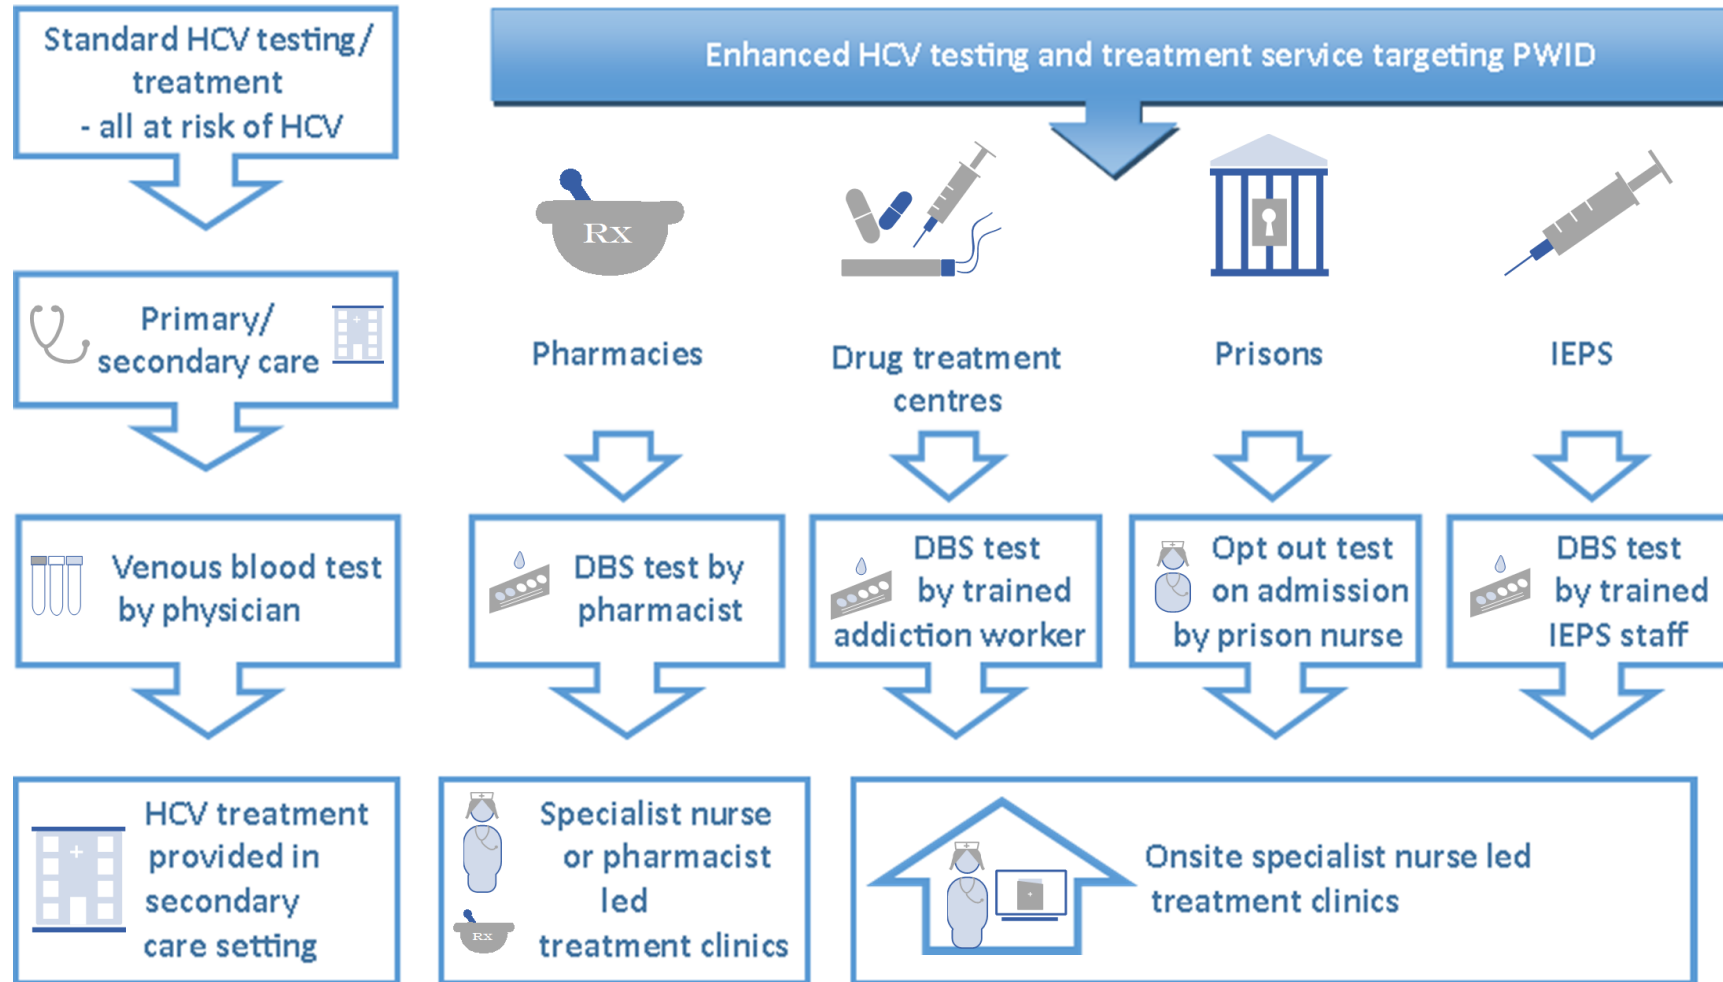 Standard HCV testing/
treatment
- all at risk of HCV
Enhanced HCV testing and treatment service targeting PWID
Rx
Primary/
secondary care
Pharmacies
Drug treatment
centres
Prisons
IEPS
Venous blood test
by physician
DBS test by
pharmacist
DBS test
by trained
addiction worker
Opt out test
on admission
by prison nurse
DBS test
by trained
IEPS staff
HCV treatment
provided in
secondary
care setting
Specialist nurse
or pharmacist
led
treatment clinics
Rx
Onsite specialist nurse led
treatment clinics